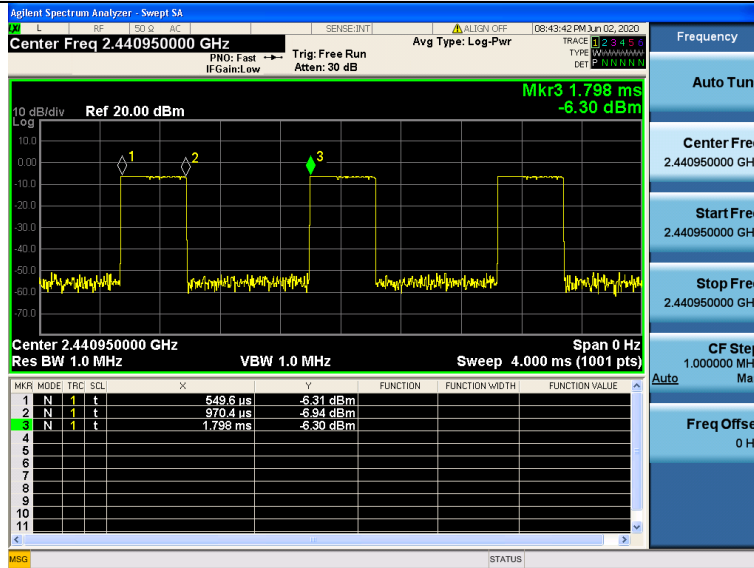 Agilent Spectrum Analyzer - Swept SA
L RF 50 Ω AC SENSE:INT ALIGN OFF 08:43:42 PM Jun 02, 2020
Center Freq 2.440950000 GHz
PNO: Fast
IFGain:Low
Trig: Free Run
Atten: 30 dB
Avg Type: Log-Pwr
TRACE 1 2 3 4 5 6
TYPE W
DET P N N N N N
Mkr3 1.798 ms
-6.30 dBm
10 dB/div Ref 20.00 dBm
Log
10.0
0.00
-10.0
-20.0
-30.0
-40.0
-50.0
-60.0
-70.0
1
2
3
Center 2.440950000 GHz Span 0 Hz
Res BW 1.0 MHz VBW 1.0 MHz Sweep 4.000 ms (1001 pts)
MKR MODE TRC SCL X Y FUNCTION FUNCTION WIDTH FUNCTION VALUE
1 N 1 t 549.6 µs -6.31 dBm
2 N 1 t 970.4 µs -6.94 dBm
3 N 1 t 1.798 ms -6.30 dBm
4
5
6
7
8
9
10
11
MSG STATUS
Frequency
Auto Tun
Center Fre
2.440950000 GH
Start Fre
2.440950000 GH
Stop Fre
2.440950000 GH
CF Ste
1.000000 MH
Auto Ma
Freq Offse
0 H